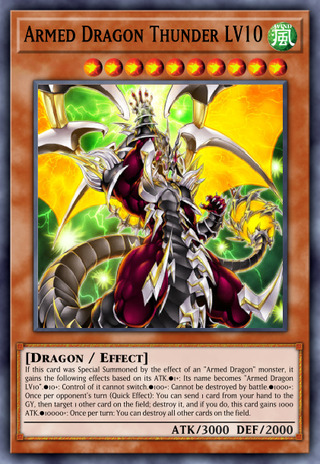 Armed Dragon Thunder LV10
WIND
風
[Dragon / Effect]
If this card was Special Summoned by the effect of an "Armed Dragon" monster, it
gains the following effects based on its ATK.●1+: Its name becomes "Armed Dragon
LV10".●10+: Control of it cannot switch.●100+: Cannot be destroyed by battle.●1000+:
Once per opponent's turn (Quick Effect): You can send 1 card from your hand to the
GY, then target 1 other card on the field; destroy it, and if you do, this card gains 1000
ATK.●10000+: Once per turn: You can destroy all other cards on the field.
ATK/3000 DEF/2000